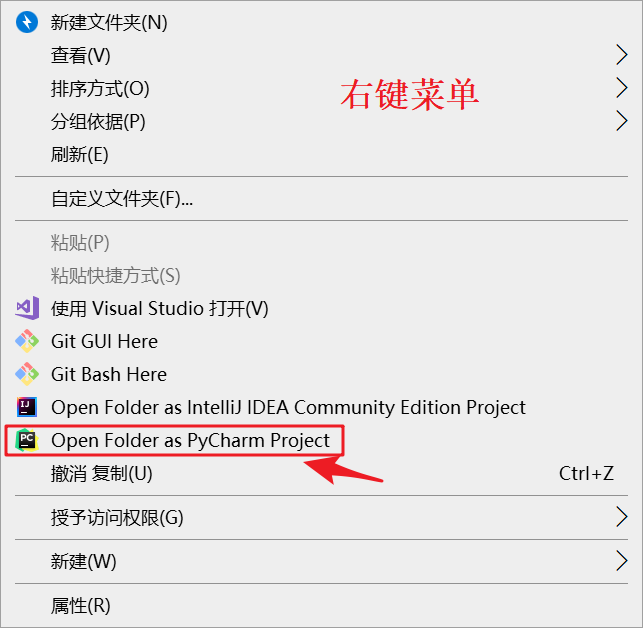 新建文件夹(N)
查看(V)
排序方式(O)
右键菜单
分组依据(P)
刷新(E)
自定义文件夹(F)...
粘贴(P)
粘贴快捷方式(S)
使用 Visual Studio 打开(V)
Git GUI Here
Git Bash Here
IJ Open Folder as IntelliJ IDEA Community Edition Project
PC Open Folder as PyCharm Project
撤消 复制(U) Ctrl+Z
授予访问权限(G)
新建(W)
属性(R)